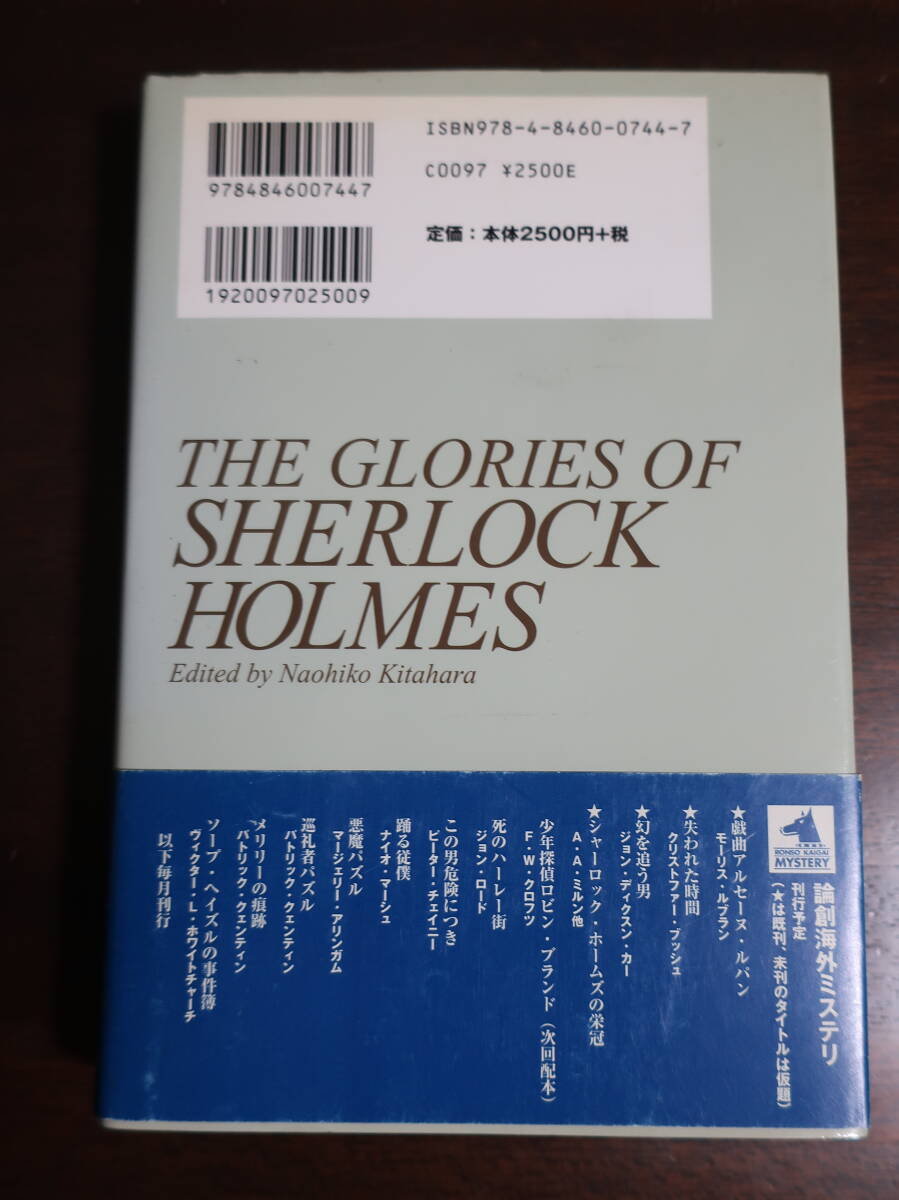 ISBN978-4-8460-0744-7
9784846007447
C0097 ¥2500E
定価：本体2500円+税
1920097025009
THE GLORIES OF
SHERLOCK
HOLMES
Edited by Naohiko Kitahara
RONSO KAIGAI
MYSTERY
論創海外ミステリ
刊行予定
(★は既刊、未刊のタイトルは仮題)
★戯曲アルセーヌ・ルパン
モーリス・ルブラン
★失われた時間
クリストファー・ブッシュ
★幻を追う男
ジョン・ディクスン・カー
★シャーロック・ホームズの栄冠
A・A・ミルン他
少年探偵ロビン・ブランド (次回配本)
F・W・クロフツ
死のハーレー街
ジョン・ロード
この男危険につき
ピーター・チェイニー
踊る従僕
ナイオ・マーシュ
悪魔パズル
マージェリー・アリンガム
巡礼者パズル
パトリック・クェンティン
メリリーの痕跡
パトリック・クェンティン
ソープ・ヘイズルの事件簿
ヴィクター・L・ホワイトチャーチ
以下毎月刊行